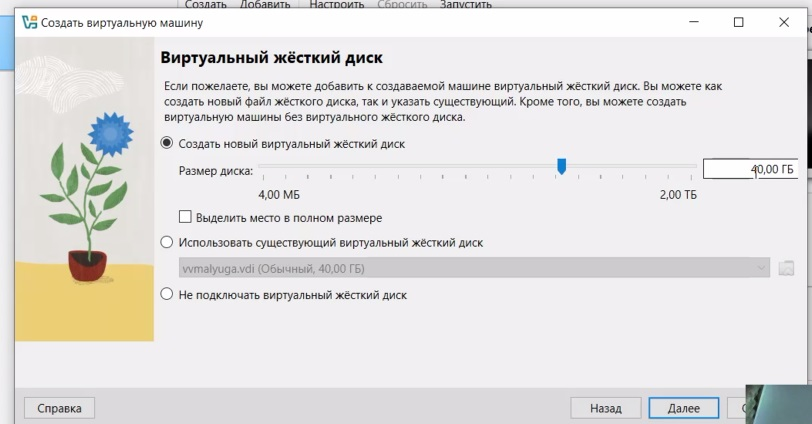 Создать Добавить Настроить Сбросить Запустить
Создать виртуальную машину
Виртуальный жёсткий диск
Если пожелаете, вы можете добавить к создаваемой машине виртуальный жёсткий диск. Вы можете как
создать новый файл жёсткого диска, так и указать существующий. Кроме того, вы можете создать
виртуальную машины без виртуального жёсткого диска.
Создать новый виртуальный жёсткий диск
Размер диска: 40,00 ГБ
4,00 МБ 2,00 ТБ
Выделить место в полном размере
Использовать существующий виртуальный жёсткий диск
vvmalyuga.vdi (Обычный, 40,00 ГБ)
Не подключать виртуальный жёсткий диск
Справка Назад Далее